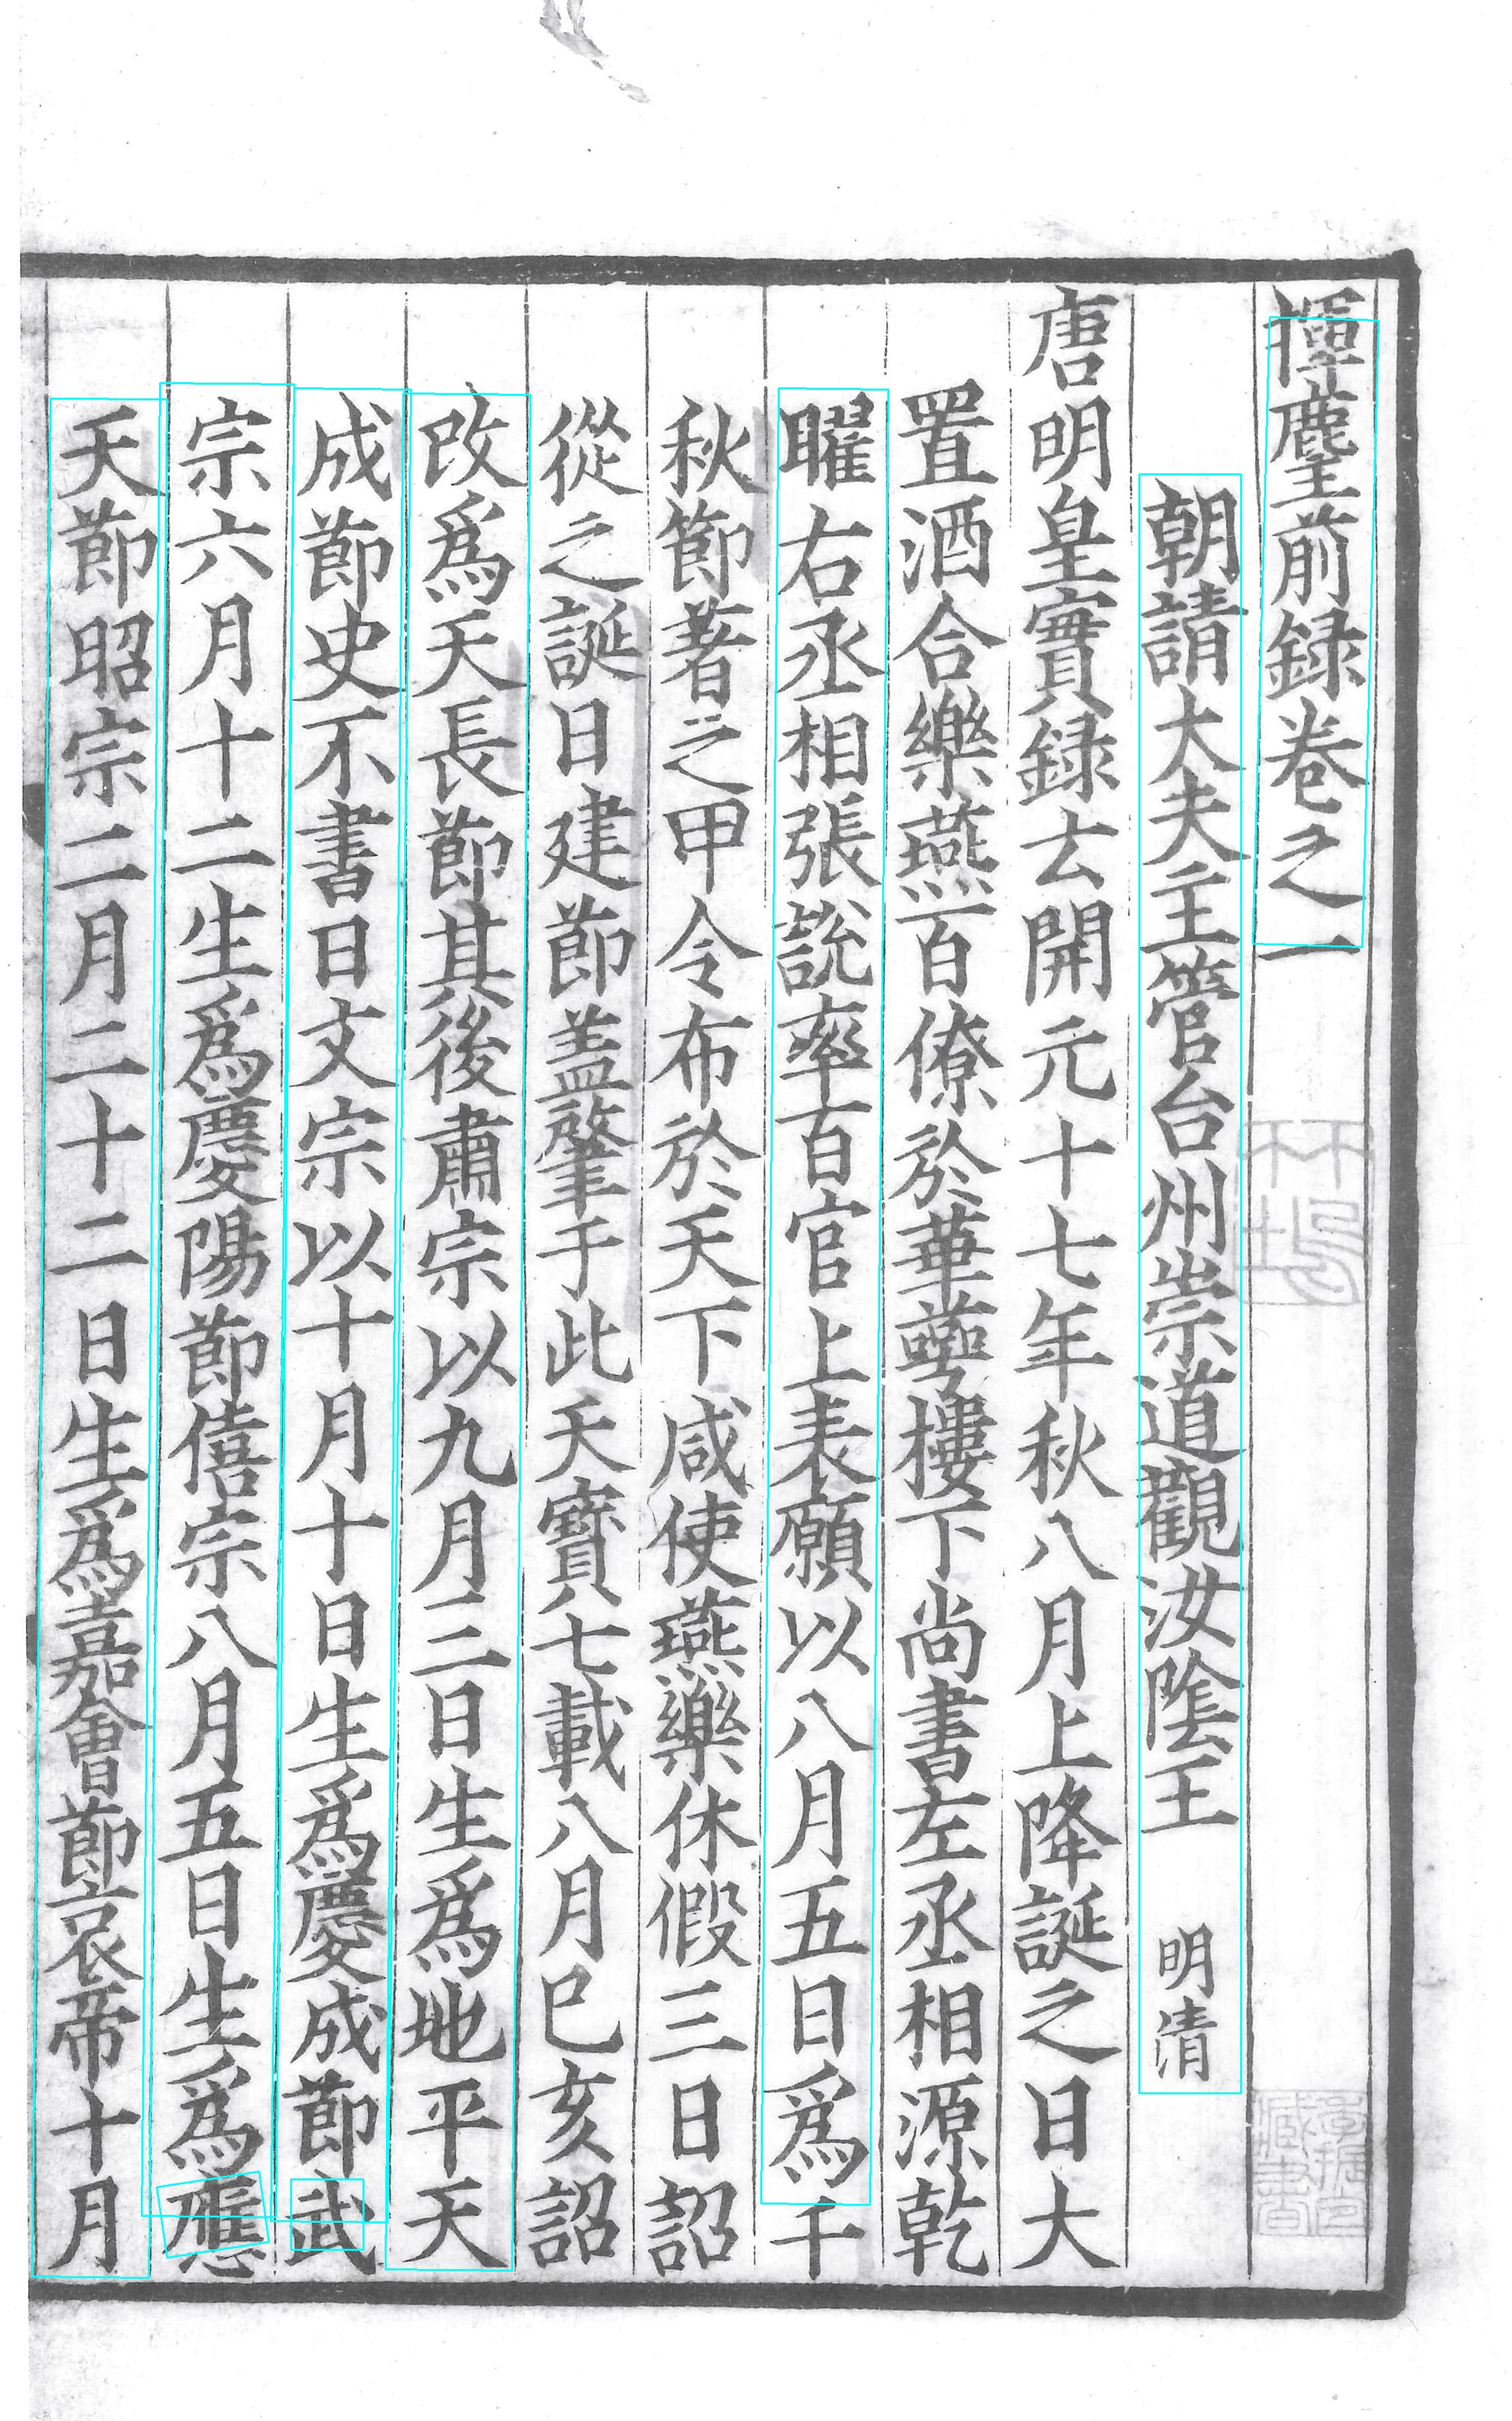 揮麈前録卷之一
朝請大夫主管台州崇道觀汝隂王 明清
唐明皇實録云開元十七年秋八月上降誕之日大
置酒合樂燕百僚於華蕚樓下尚書左丞相源乾
曜右丞相張説率百官上表願以八月五日爲千
秋節著之甲令布於天下咸使燕樂休假三日詔
從之誕日建節盖肇于此天寶七載八月己亥詔
改爲天長節其後肅宗以九月三日生爲地平天
成節史不書日文宗以十月十日生爲慶成節武
宗六月十二生爲慶陽節僖宗八月五日生爲應
天節昭宗二月二十二日生爲嘉會節哀帝十月